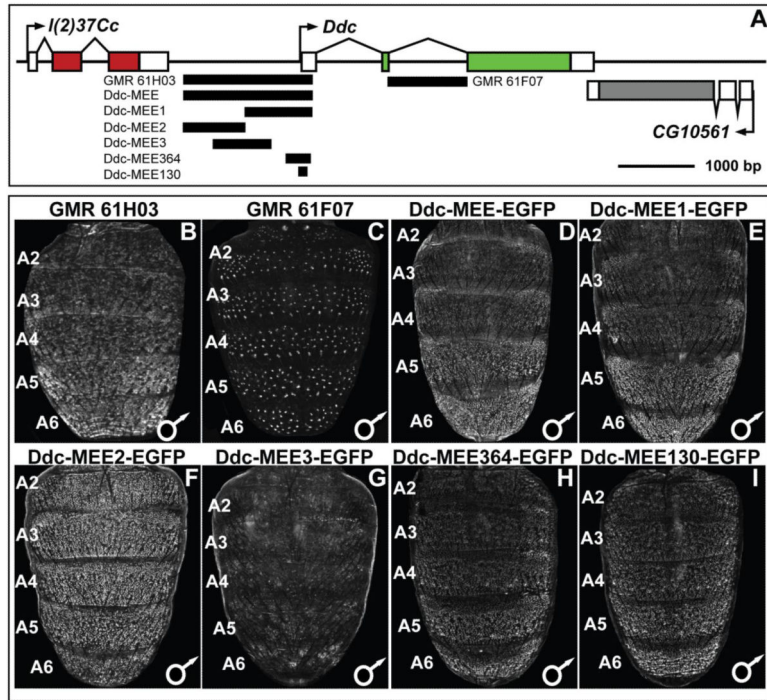 A
l(2)37Cc
Ddc
GMR 61H03
GMR 61F07
Ddc-MEE
Ddc-MEE1
Ddc-MEE2
CG10561
Ddc-MEE3
Ddc-MEE364
1000 bp
Ddc-MEE130
GMR 61H03
GMR 61F07
Ddc-MEE-EGFP
Ddc-MEE1-EGFP
B
A2
A3
A4
A5
A6
C
A2
A3
A4
A5
A6
D
A2
A3
A4
A5
A6
E
A2
A3
A4
A5
A6
Ddc-MEE2-EGFP
Ddc-MEE3-EGFP
Ddc-MEE364-EGFP
Ddc-MEE130-EGFP
F
A2
A3
A4
A5
A6
G
A2
A3
A4
A5
A6
H
A2
A3
A4
A5
A6
I
A2
A3
A4
A5
A6